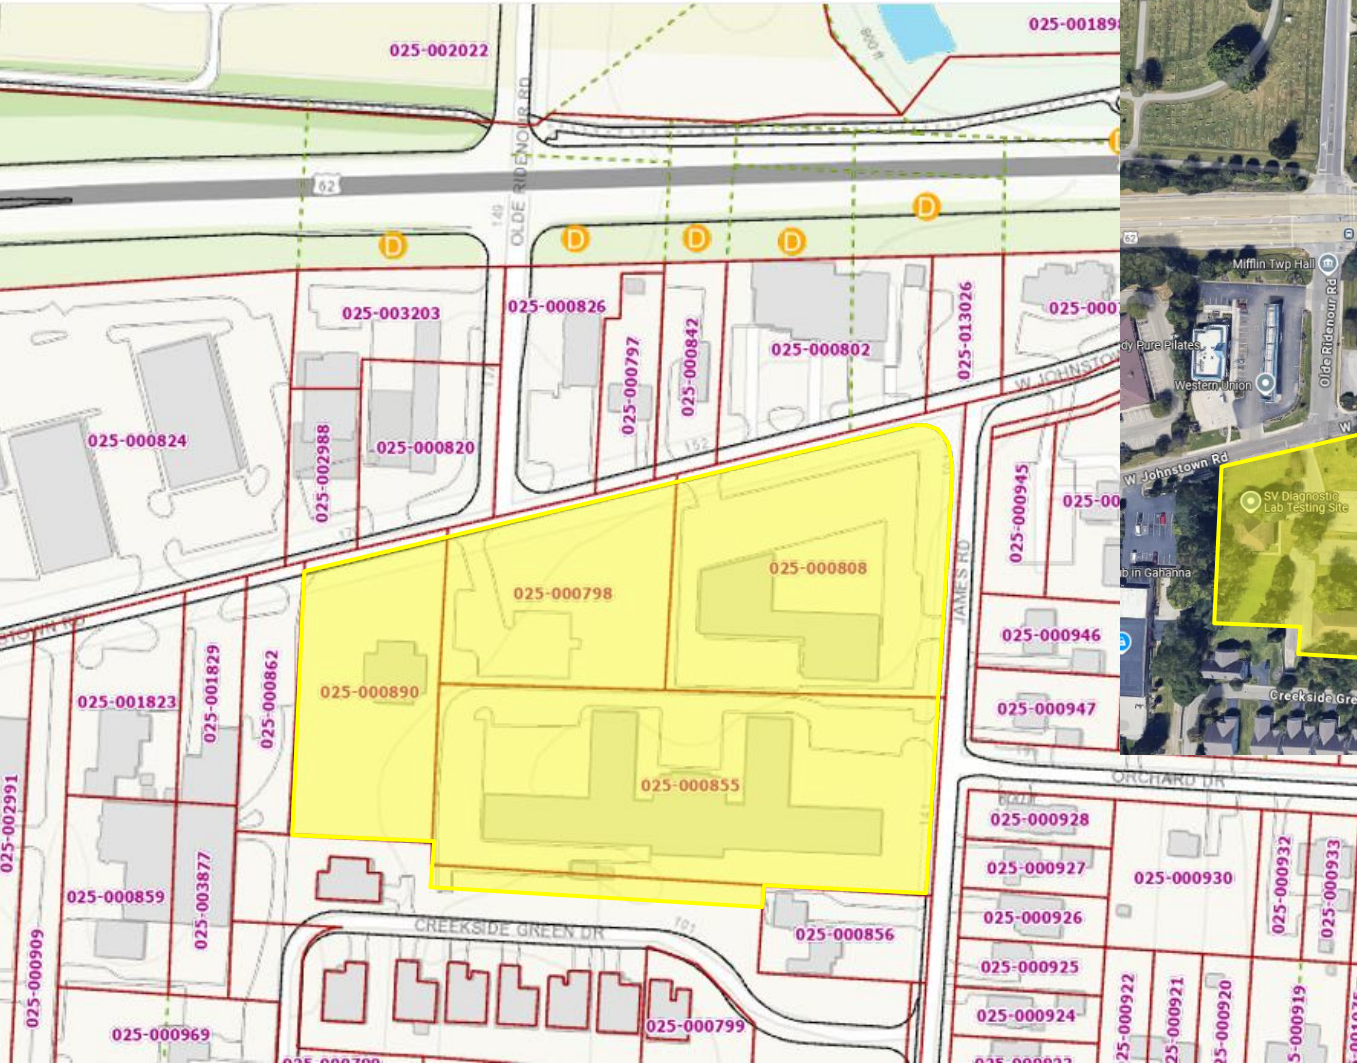 025-002022
800 ft
62
149
OLDE RIDENOUR RD
D
D
D
D
D
025-003203
025-000826
025-000797
025-000842
025-000802
025-013026
W JOHNSTOW
025-000824
025-002988
025-000820
152
025-000945
025-00
025-000798
025-000808
JAMES RD
025-000946
025-000947
025-001823
025-001829
025-000862
025-000890
025-000855
025-002991
ORCHARD DR
025-000928
025-000927
025-000930
025-000932
025-000933
025-000859
025-003877
025-000926
025-000856
CREEKSIDE GREEN DR
101
025-000925
025-000909
025-000922
025-000921
025-000920
025-000919
025-000924
025-000799
025-000969
62
Mifflin Twp Hall
Olde Ridenour Rd
dy Pure Pilates
Western Union
W
W Johnstown Rd
SV Diagnostic
Lab Testing Site
b in Gahanna
Creekside Gre